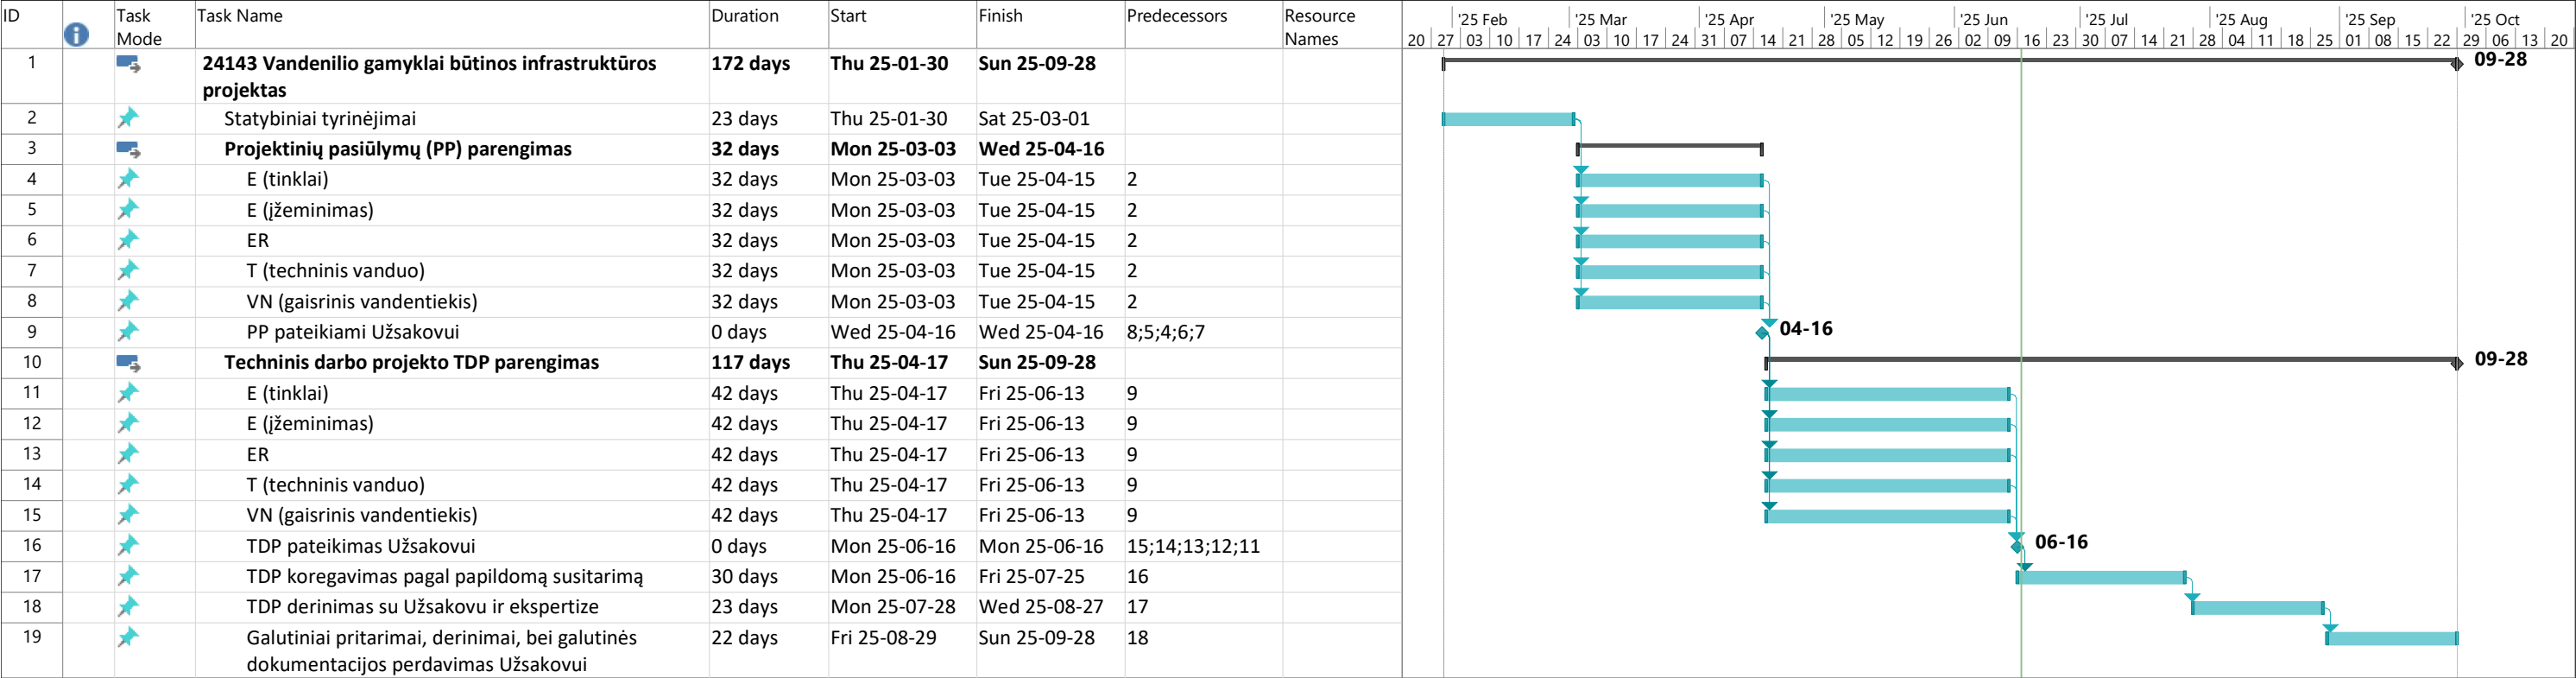 ID Task Mode Task Name Duration Start Finish Predecessors Resource Names
'25 Feb '25 Mar '25 Apr '25 May '25 Jun '25 Jul '25 Aug '25 Sep '25 Oct
20 27 03 10 17 24 03 10 17 24 31 07 14 21 28 05 12 19 26 02 09 16 23 30 07 14 21 28 04 11 18 25 01 08 15 22 29 06 13 20
1 24143 Vandenilio gamyklai būtinos infrastruktūros 172 days Thu 25-01-30 Sun 25-09-28 09-28
projektas
2 Statybiniai tyrinėjimai 23 days Thu 25-01-30 Sat 25-03-01
3 Projektinių pasiūlymų (PP) parengimas 32 days Mon 25-03-03 Wed 25-04-16
4 E (tinklai) 32 days Mon 25-03-03 Tue 25-04-15 2
5 E (įžeminimas) 32 days Mon 25-03-03 Tue 25-04-15 2
6 ER 32 days Mon 25-03-03 Tue 25-04-15 2
7 T (techninis vanduo) 32 days Mon 25-03-03 Tue 25-04-15 2
8 VN (gaisrinis vandentiekis) 32 days Mon 25-03-03 Tue 25-04-15 2
9 PP pateikiami Užsakovui 0 days Wed 25-04-16 Wed 25-04-16 8;5;4;6;7 04-16
10 Techninis darbo projekto TDP parengimas 117 days Thu 25-04-17 Sun 25-09-28 09-28
11 E (tinklai) 42 days Thu 25-04-17 Fri 25-06-13 9
12 E (įžeminimas) 42 days Thu 25-04-17 Fri 25-06-13 9
13 ER 42 days Thu 25-04-17 Fri 25-06-13 9
14 T (techninis vanduo) 42 days Thu 25-04-17 Fri 25-06-13 9
15 VN (gaisrinis vandentiekis) 42 days Thu 25-04-17 Fri 25-06-13 9
16 TDP pateikimas Užsakovui 0 days Mon 25-06-16 Mon 25-06-16 15;14;13;12;11 06-16
17 TDP koregavimas pagal papildomą susitarimą 30 days Mon 25-06-16 Fri 25-07-25 16
18 TDP derinimas su Užsakovu ir ekspertize 23 days Mon 25-07-28 Wed 25-08-27 17
19 Galutiniai pritarimai, derinimai, bei galutinės 22 days Fri 25-08-29 Sun 25-09-28 18
dokumentacijos perdavimas Užsakovui